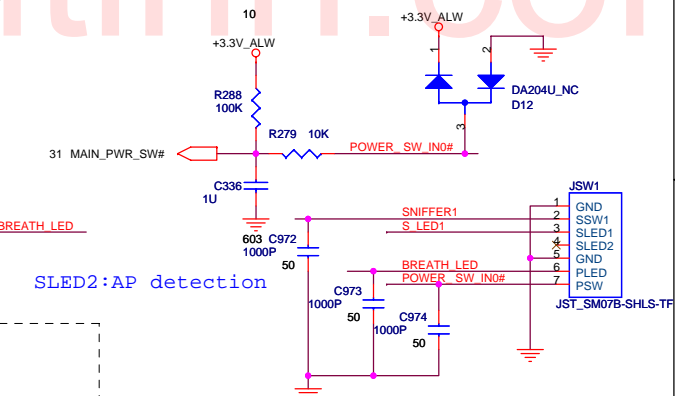 10
+3.3V_ALW
+3.3V_ALW
1
2
R288
100K
DA204U_NC
D12
R279 10K
3
31 MAIN_PWR_SW#
POWER_SW_IN0#
C336
1U
603
JSW1
BREATH_LED
SNIFFER1
S_LED1
1 GND
2 SSW1
3 SLED1
4 SLED2
5 GND
6 PLED
7 PSW
C972
1000P
50
BREATH_LED
POWER_SW_IN0#
SLED2:AP detection
C973
1000P
50
C974
1000P
50
JST_SM07B-SHLS-TF